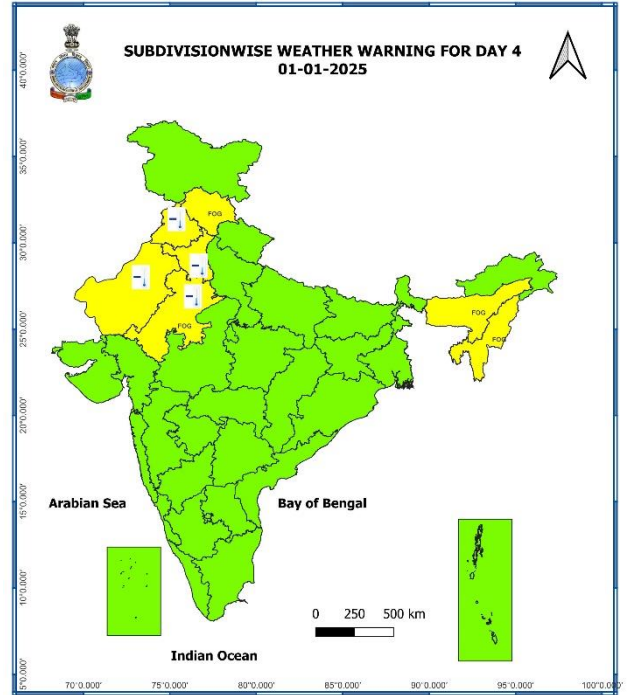 SUBDIVISIONWISE WEATHER WARNING FOR DAY 4
01-01-2025
40°0.000'
35°0.000'
FOG
30°0.000'
FOG
FOG
25°0.000'
FOG
20°0.000'
Arabian Sea
Bay of Bengal
15°0.000'
10°0.000'
0 250 500 km
Indian Ocean
5°0.000'
70°0.000' 75°0.000' 80°0.000' 85°0.000' 90°0.000' 95°0.000' 100°0.000'